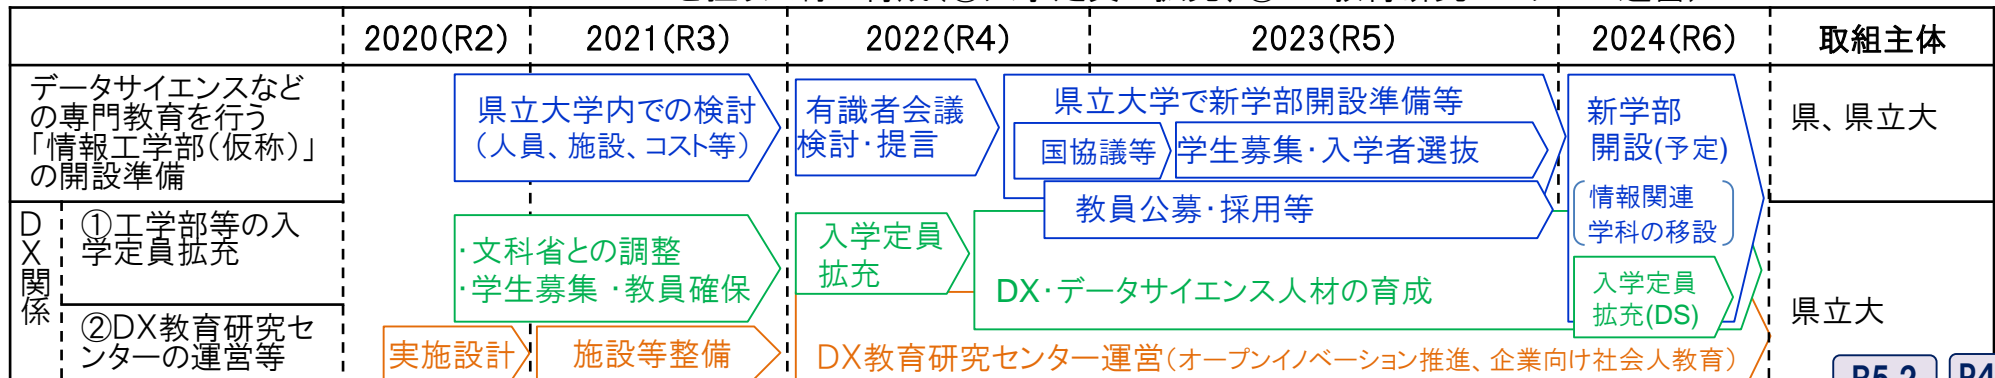 2020(R2) 2021(R3) 2022(R4) 2023(R5) 2024(R6) 取組主体
データサイエンスなど
の専門教育を行う
「情報工学部(仮称)」
の開設準備
県立大学内での検討
(人員、施設、コスト等)
有識者会議
検討・提言
県立大学で新学部開設準備等
国協議等
学生募集・入学者選抜
教員公募・採用等
新学部
開設(予定)
情報関連
学科の移設
県、県立大
DX関係
①工学部等の入
学定員拡充
・文科省との調整
・学生募集 ・教員確保
入学定員
拡充
DX・データサイエンス人材の育成
入学定員
拡充(DS)
県立大
②DX教育研究セ
ンターの運営等
実施設計
施設等整備
DX教育研究センター運営(オープンイノベーション推進、企業向け社会人教育)